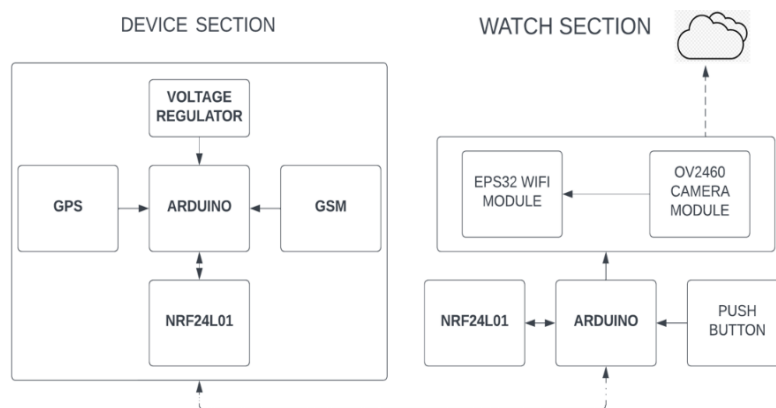 DEVICE SECTION
WATCH SECTION
VOLTAGE
REGULATOR
GPS
ARDUINO
GSM
NRF24L01
EPS32 WIFI
MODULE
OV2460
CAMERA
MODULE
NRF24L01
ARDUINO
PUSH
BUTTON